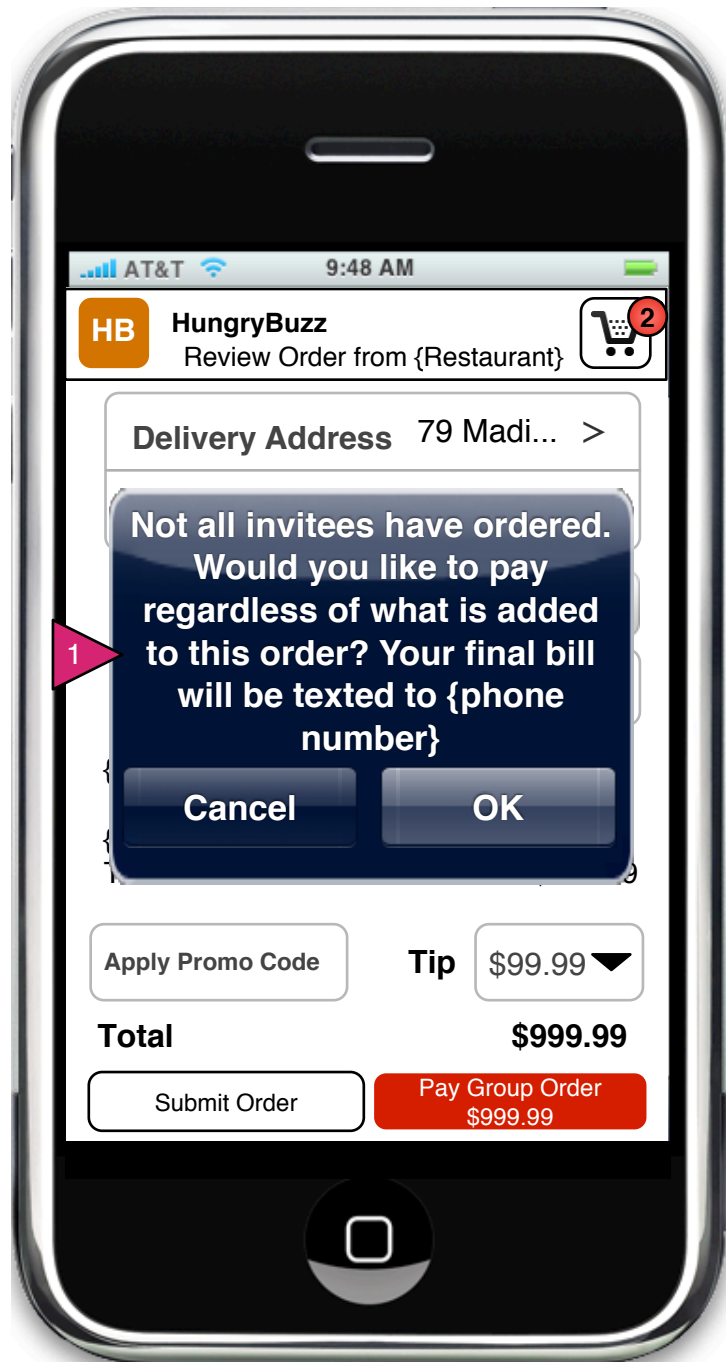 AT&T 9:48 AM
HB HungryBuzz 2
Review Order from {Restaurant}
Delivery Address 79 Madi... >
Not all invitees have ordered.
Would you like to pay
regardless of what is added
1 to this order? Your final bill
will be texted to {phone
number}
{
Cancel OK
{
9
Apply Promo Code Tip $99.99
Total $999.99
Submit Order Pay Group Order
$999.99